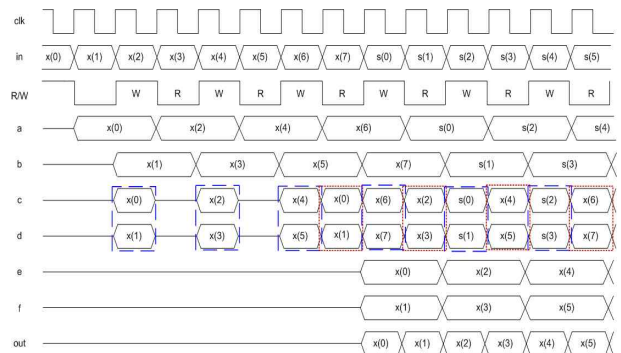 clk
in x(0) x(1) x(2) x(3) x(4) x(5) x(6) x(7) s(0) s(1) s(2) s(3) s(4) s(5)
R/W W R W R W R W R W R W R
a x(0) x(2) x(4) x(6) s(0) s(2) s(4)
b x(1) x(3) x(5) x(7) s(1) s(3)
c x(0) x(2) x(4) x(0) x(6) x(2) s(0) x(4) s(2) x(6)
d x(1) x(3) x(5) x(1) x(7) x(3) s(1) x(5) s(3) x(7)
e x(0) x(2) x(4)
f x(1) x(3) x(5)
out x(0) x(1) x(2) x(3) x(4) x(5)